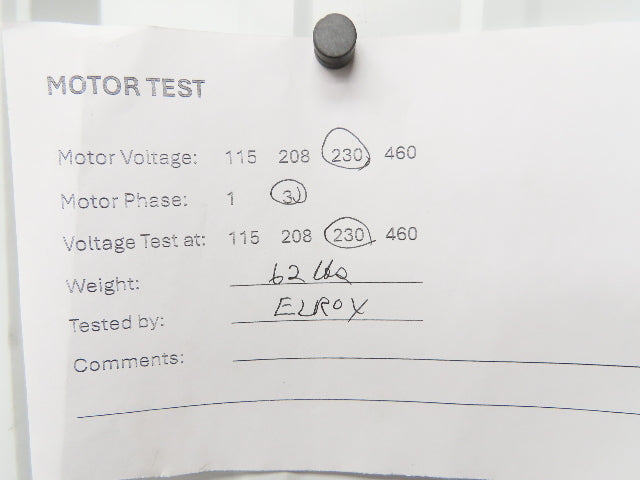 MOTOR TEST
Motor Voltage: 115 208 230 460
Motor Phase: 1 3
Voltage Test at: 115 208 230 460
Weight: 62 lbs
Tested by: ELROX
Comments: